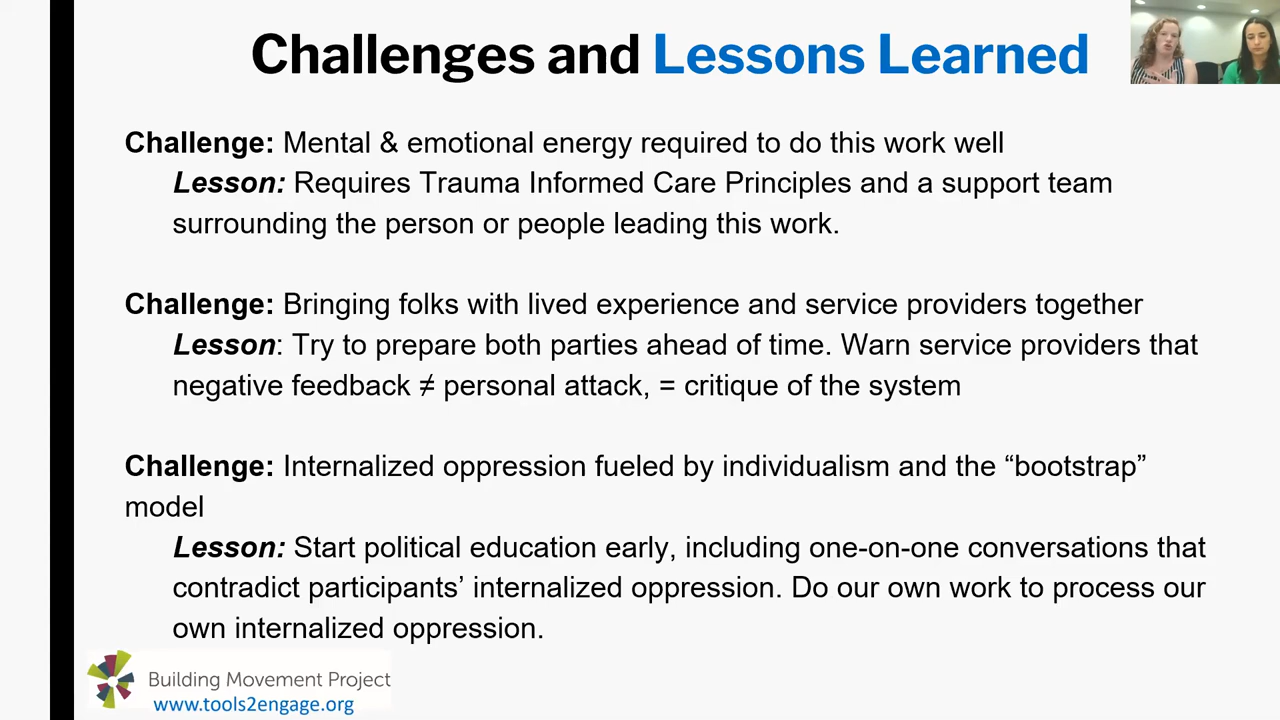 Challenges and Lessons Learned
Challenge: Mental & emotional energy required to do this work well
Lesson: Requires Trauma Informed Care Principles and a support team
surrounding the person or people leading this work.
Challenge: Bringing folks with lived experience and service providers together
Lesson: Try to prepare both parties ahead of time. Warn service providers that
negative feedback ≠ personal attack, = critique of the system
Challenge: Internalized oppression fueled by individualism and the “bootstrap”
model
Lesson: Start political education early, including one-on-one conversations that
contradict participants’ internalized oppression. Do our own work to process our
own internalized oppression.
Building Movement Project
www.tools2engage.org